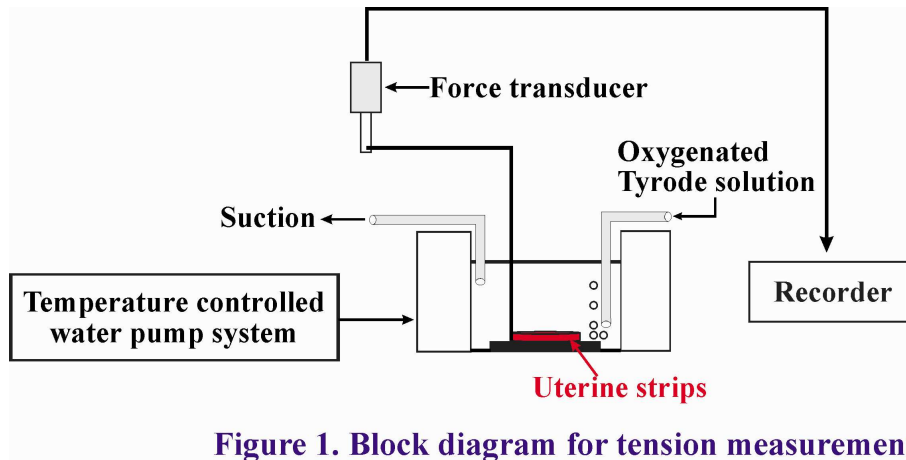 Force transducer
Oxygenated
Tyrode solution
Suction
Temperature controlled
water pump system
Recorder
Uterine strips
Figure 1. Block diagram for tension measuremen